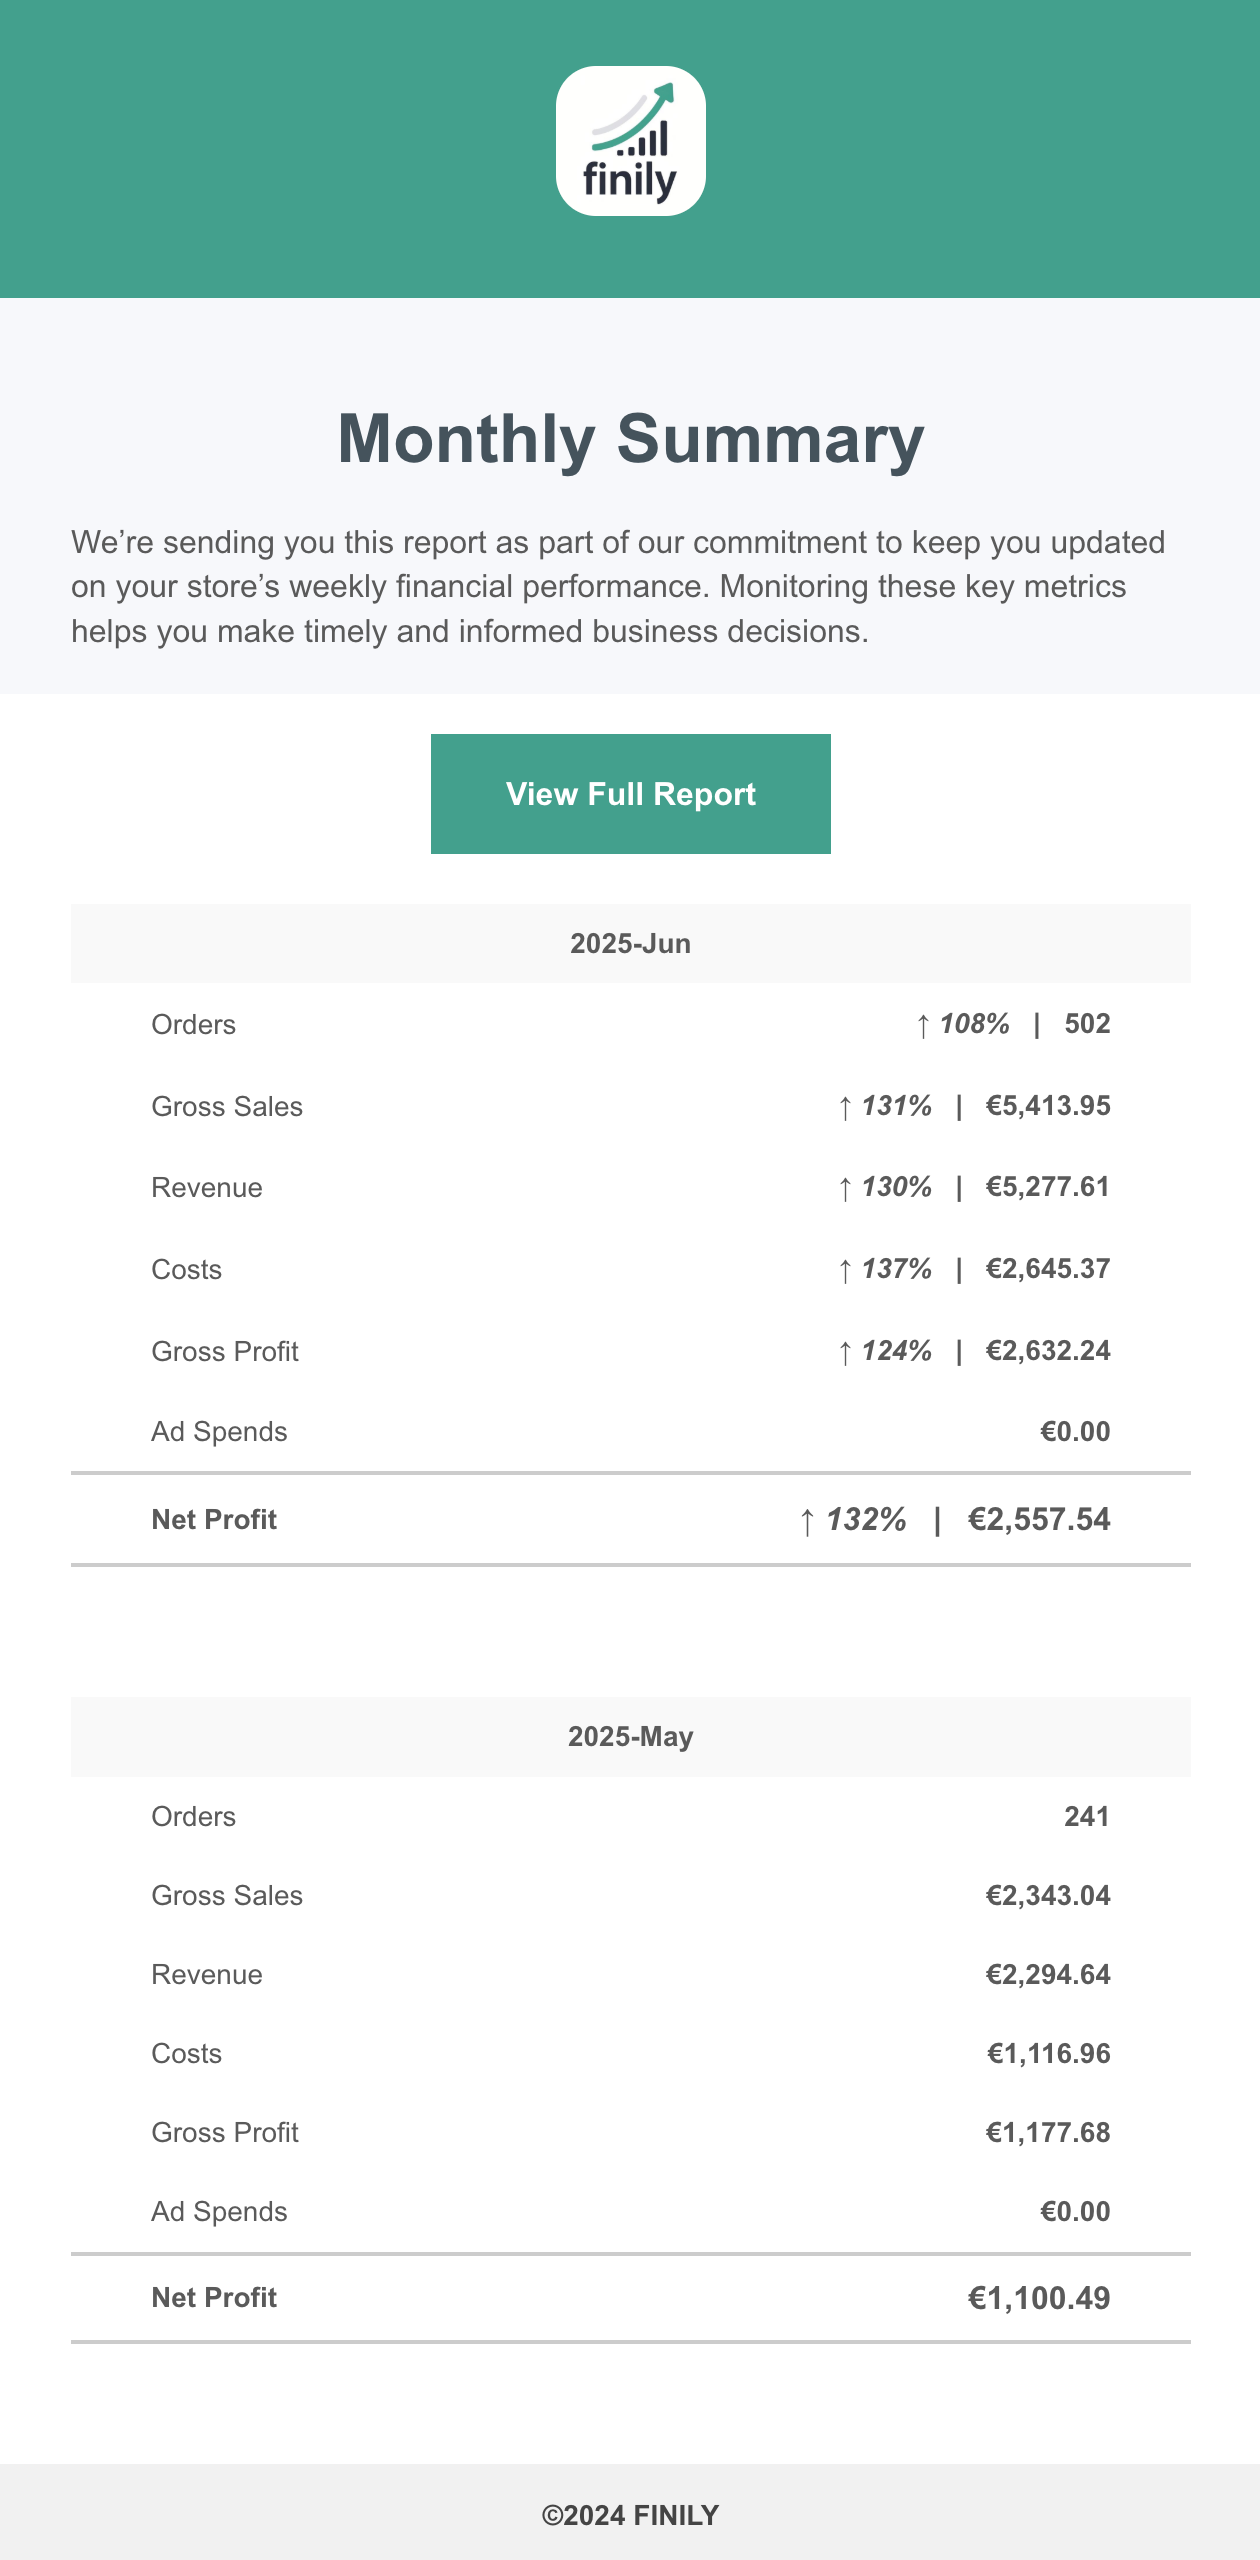 finily
Monthly Summary
We’re sending you this report as part of our commitment to keep you updated
on your store’s weekly financial performance. Monitoring these key metrics
helps you make timely and informed business decisions.
View Full Report
2025-Jun
Orders ↑ 108% | 502
Gross Sales ↑ 131% | €5,413.95
Revenue ↑ 130% | €5,277.61
Costs ↑ 137% | €2,645.37
Gross Profit ↑ 124% | €2,632.24
Ad Spends €0.00
Net Profit ↑ 132% | €2,557.54
2025-May
Orders 241
Gross Sales €2,343.04
Revenue €2,294.64
Costs €1,116.96
Gross Profit €1,177.68
Ad Spends €0.00
Net Profit €1,100.49
©2024 FINILY